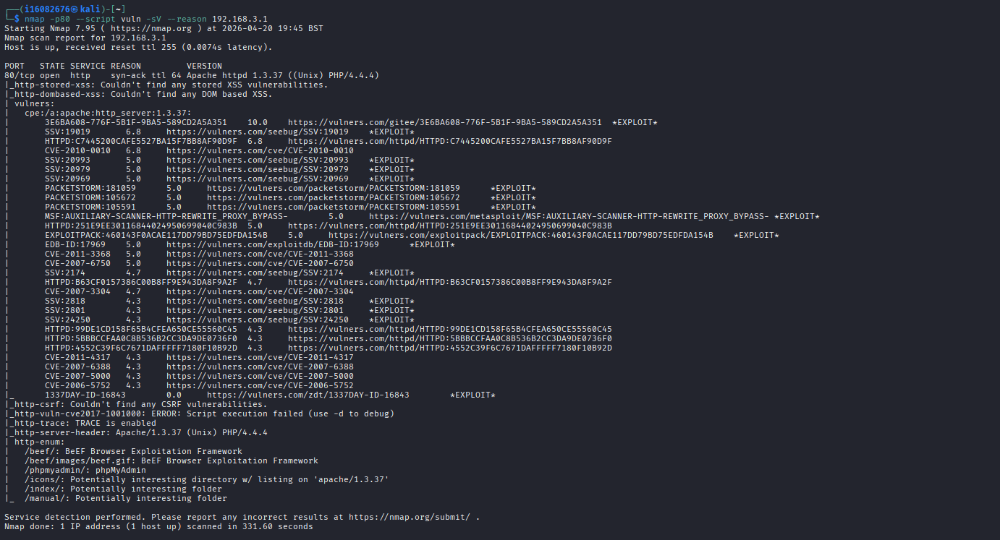 ┌──(i16082676㉿kali)-[~]
└─$ nmap -p80 --script vuln -sV --reason 192.168.3.1
Starting Nmap 7.95 ( https://nmap.org ) at 2026-04-20 19:45 BST
Nmap scan report for 192.168.3.1
Host is up, received reset ttl 255 (0.0074s latency).

PORT   STATE SERVICE REASON         VERSION
80/tcp open  http    syn-ack ttl 64 Apache httpd 1.3.37 ((Unix) PHP/4.4.4)
|_http-stored-xss: Couldn't find any stored XSS vulnerabilities.
|_http-dombased-xss: Couldn't find any DOM based XSS.
| vulners:
|   cpe:/a:apache:http_server:1.3.37:
|       3E6BA608-776F-5B1F-9BA5-589CD2A5A351    10.0    https://vulners.com/gitee/3E6BA608-776F-5B1F-9BA5-589CD2A5A351  *EXPLOIT*
|       SSV:19019       6.8     https://vulners.com/seebug/SSV:19019    *EXPLOIT*
|       HTTPD:C7445200CAFE5527BA15F7BB8AF90D9F  6.8     https://vulners.com/httpd/HTTPD:C7445200CAFE5527BA15F7BB8AF90D9F
|       CVE-2010-0010   6.8     https://vulners.com/cve/CVE-2010-0010
|       SSV:20993       5.0     https://vulners.com/seebug/SSV:20993    *EXPLOIT*
|       SSV:20979       5.0     https://vulners.com/seebug/SSV:20979    *EXPLOIT*
|       SSV:20969       5.0     https://vulners.com/seebug/SSV:20969    *EXPLOIT*
|       PACKETSTORM:181059      5.0     https://vulners.com/packetstorm/PACKETSTORM:181059      *EXPLOIT*
|       PACKETSTORM:105672      5.0     https://vulners.com/packetstorm/PACKETSTORM:105672      *EXPLOIT*
|       PACKETSTORM:105591      5.0     https://vulners.com/packetstorm/PACKETSTORM:105591      *EXPLOIT*
|       MSF:AUXILIARY-SCANNER-HTTP-REWRITE_PROXY_BYPASS-        5.0     https://vulners.com/metasploit/MSF:AUXILIARY-SCANNER-HTTP-REWRITE_PROXY_BYPASS- *EXPLOIT*
|       HTTPD:251E9EE30116844024950699040C983B  5.0     https://vulners.com/httpd/HTTPD:251E9EE30116844024950699040C983B
|       EXPLOITPACK:460143F0ACAE117DD79BD75EDFDA154B    5.0     https://vulners.com/exploitpack/EXPLOITPACK:460143F0ACAE117DD79BD75EDFDA154B    *EXPLOIT*
|       EDB-ID:17969    5.0     https://vulners.com/exploitdb/EDB-ID:17969      *EXPLOIT*
|       CVE-2011-3368   5.0     https://vulners.com/cve/CVE-2011-3368
|       CVE-2007-6750   5.0     https://vulners.com/cve/CVE-2007-6750
|       SSV:2174        4.7     https://vulners.com/seebug/SSV:2174     *EXPLOIT*
|       HTTPD:B63CF0157386C00B8FF9E943DA8F9A2F  4.7     https://vulners.com/httpd/HTTPD:B63CF0157386C00B8FF9E943DA8F9A2F
|       CVE-2007-3304   4.7     https://vulners.com/cve/CVE-2007-3304
|       SSV:2818        4.3     https://vulners.com/seebug/SSV:2818     *EXPLOIT*
|       SSV:2801        4.3     https://vulners.com/seebug/SSV:2801     *EXPLOIT*
|       SSV:24250       4.3     https://vulners.com/seebug/SSV:24250    *EXPLOIT*
|       HTTPD:99DE1CD158F65B4CFEA650CE55560C45  4.3     https://vulners.com/httpd/HTTPD:99DE1CD158F65B4CFEA650CE55560C45
|       HTTPD:5BBBCCFAA0C8B536B2CC3DA9DE0736F0  4.3     https://vulners.com/httpd/HTTPD:5BBBCCFAA0C8B536B2CC3DA9DE0736F0
|       HTTPD:4552C39F6C7671DAFFFFF7180F10B92D  4.3     https://vulners.com/httpd/HTTPD:4552C39F6C7671DAFFFFF7180F10B92D
|       CVE-2011-4317   4.3     https://vulners.com/cve/CVE-2011-4317
|       CVE-2007-6388   4.3     https://vulners.com/cve/CVE-2007-6388
|       CVE-2007-5000   4.3     https://vulners.com/cve/CVE-2007-5000
|       CVE-2006-5752   4.3     https://vulners.com/cve/CVE-2006-5752
|_      1337DAY-ID-16843        0.0     https://vulners.com/zdt/1337DAY-ID-16843        *EXPLOIT*
|_http-csrf: Couldn't find any CSRF vulnerabilities.
|_http-vuln-cve2017-1001000: ERROR: Script execution failed (use -d to debug)
|_http-trace: TRACE is enabled
|_http-server-header: Apache/1.3.37 (Unix) PHP/4.4.4
| http-enum:
|   /beef/: BeEF Browser Exploitation Framework
|   /beef/images/beef.gif: BeEF Browser Exploitation Framework
|   /phpmyadmin/: phpMyAdmin
|   /icons/: Potentially interesting directory w/ listing on 'apache/1.3.37'
|   /index/: Potentially interesting folder
|_  /manual/: Potentially interesting folder

Service detection performed. Please report any incorrect results at https://nmap.org/submit/ .
Nmap done: 1 IP address (1 host up) scanned in 331.60 seconds